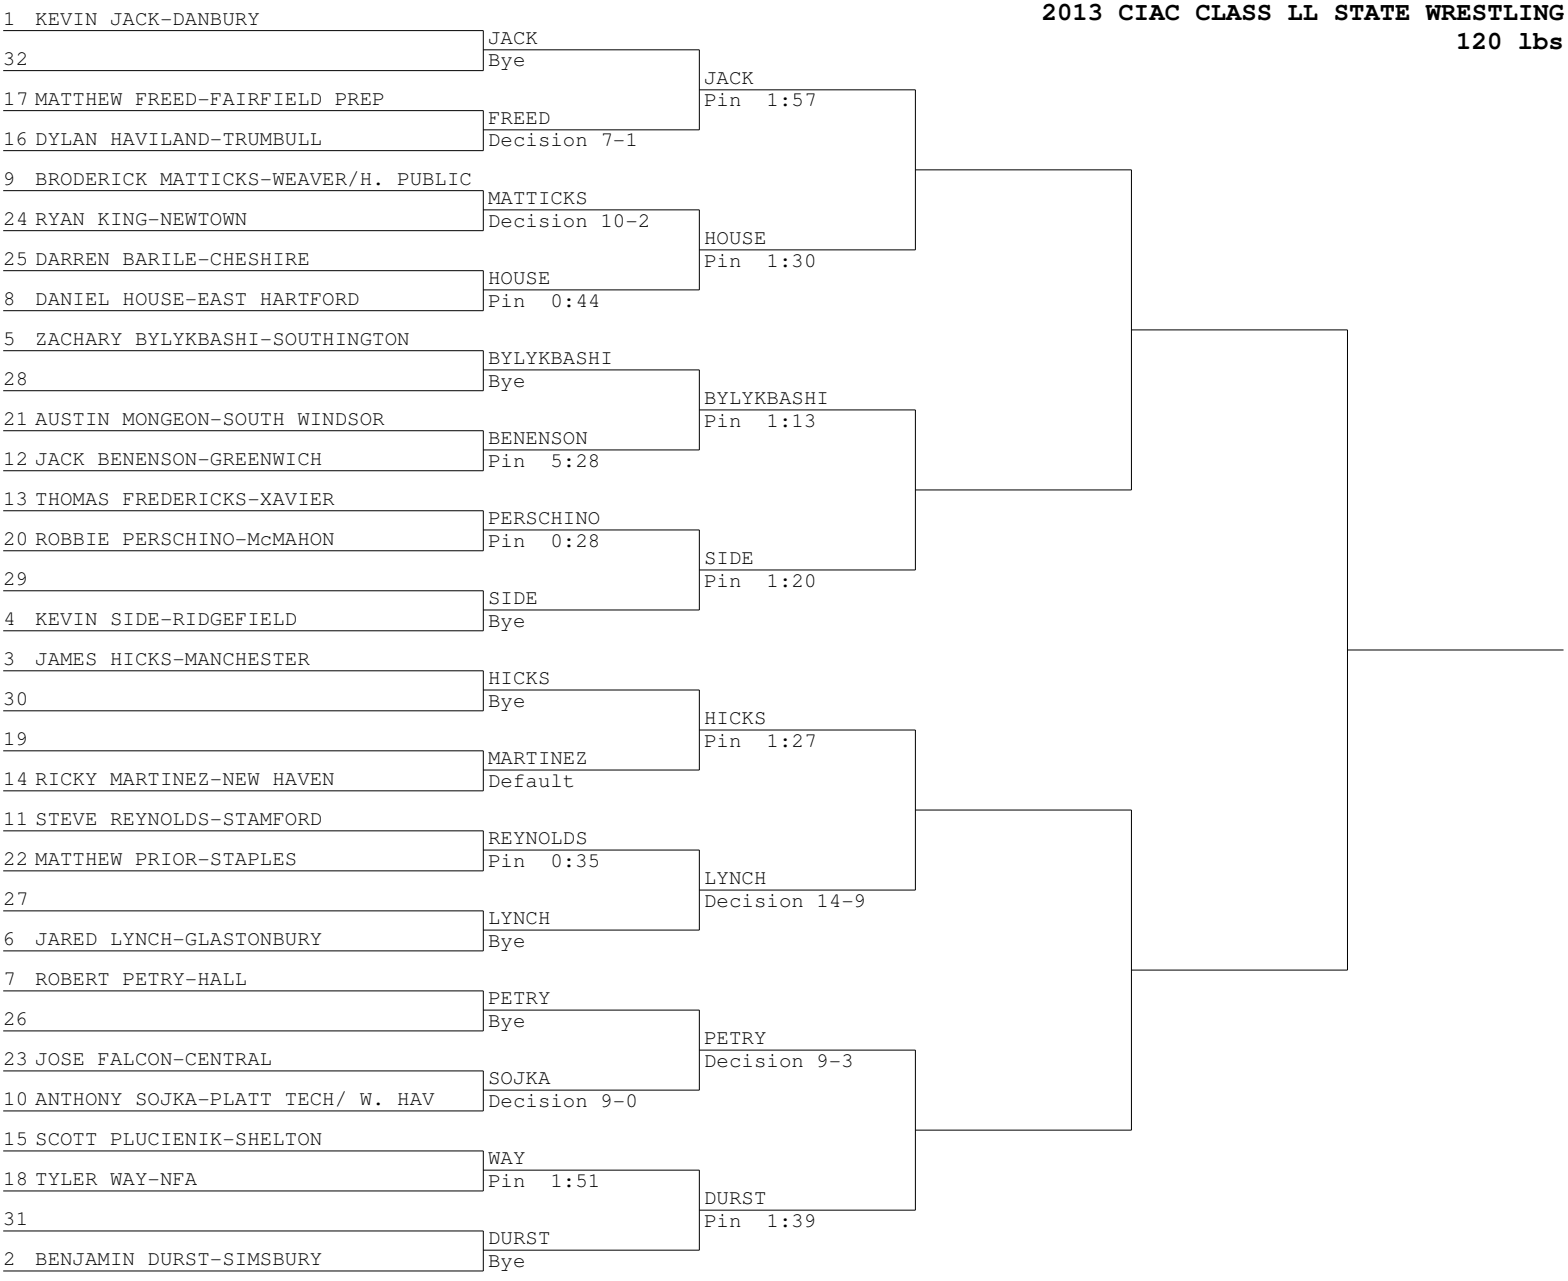 2013 CIAC CLASS LL STATE WRESTLING
120 lbs
1 KEVIN JACK-DANBURY
32
17 MATTHEW FREED-FAIRFIELD PREP
16 DYLAN HAVILAND-TRUMBULL
9 BRODERICK MATTICKS-WEAVER/H. PUBLIC
24 RYAN KING-NEWTOWN
25 DARREN BARILE-CHESHIRE
8 DANIEL HOUSE-EAST HARTFORD
5 ZACHARY BYLYKBASHI-SOUTHINGTON
28
21 AUSTIN MONGEON-SOUTH WINDSOR
12 JACK BENENSON-GREENWICH
13 THOMAS FREDERICKS-XAVIER
20 ROBBIE PERSCHINO-McMAHON
29
4 KEVIN SIDE-RIDGEFIELD
3 JAMES HICKS-MANCHESTER
30
19
14 RICKY MARTINEZ-NEW HAVEN
11 STEVE REYNOLDS-STAMFORD
22 MATTHEW PRIOR-STAPLES
27
6 JARED LYNCH-GLASTONBURY
7 ROBERT PETRY-HALL
26
23 JOSE FALCON-CENTRAL
10 ANTHONY SOJKA-PLATT TECH/ W. HAV
15 SCOTT PLUCIENIK-SHELTON
18 TYLER WAY-NFA
31
2 BENJAMIN DURST-SIMSBURY
JACK
Bye
FREED
Decision 7-1
MATTICKS
Decision 10-2
HOUSE
Pin 0:44
BYLYKBASHI
Bye
BENENSON
Pin 5:28
PERSCHINO
Pin 0:28
SIDE
Bye
HICKS
Bye
MARTINEZ
Default
REYNOLDS
Pin 0:35
LYNCH
Bye
PETRY
Bye
SOJKA
Decision 9-0
WAY
Pin 1:51
DURST
Bye
JACK
Pin 1:57
HOUSE
Pin 1:30
BYLYKBASHI
Pin 1:13
SIDE
Pin 1:20
HICKS
Pin 1:27
LYNCH
Decision 14-9
PETRY
Decision 9-3
DURST
Pin 1:39